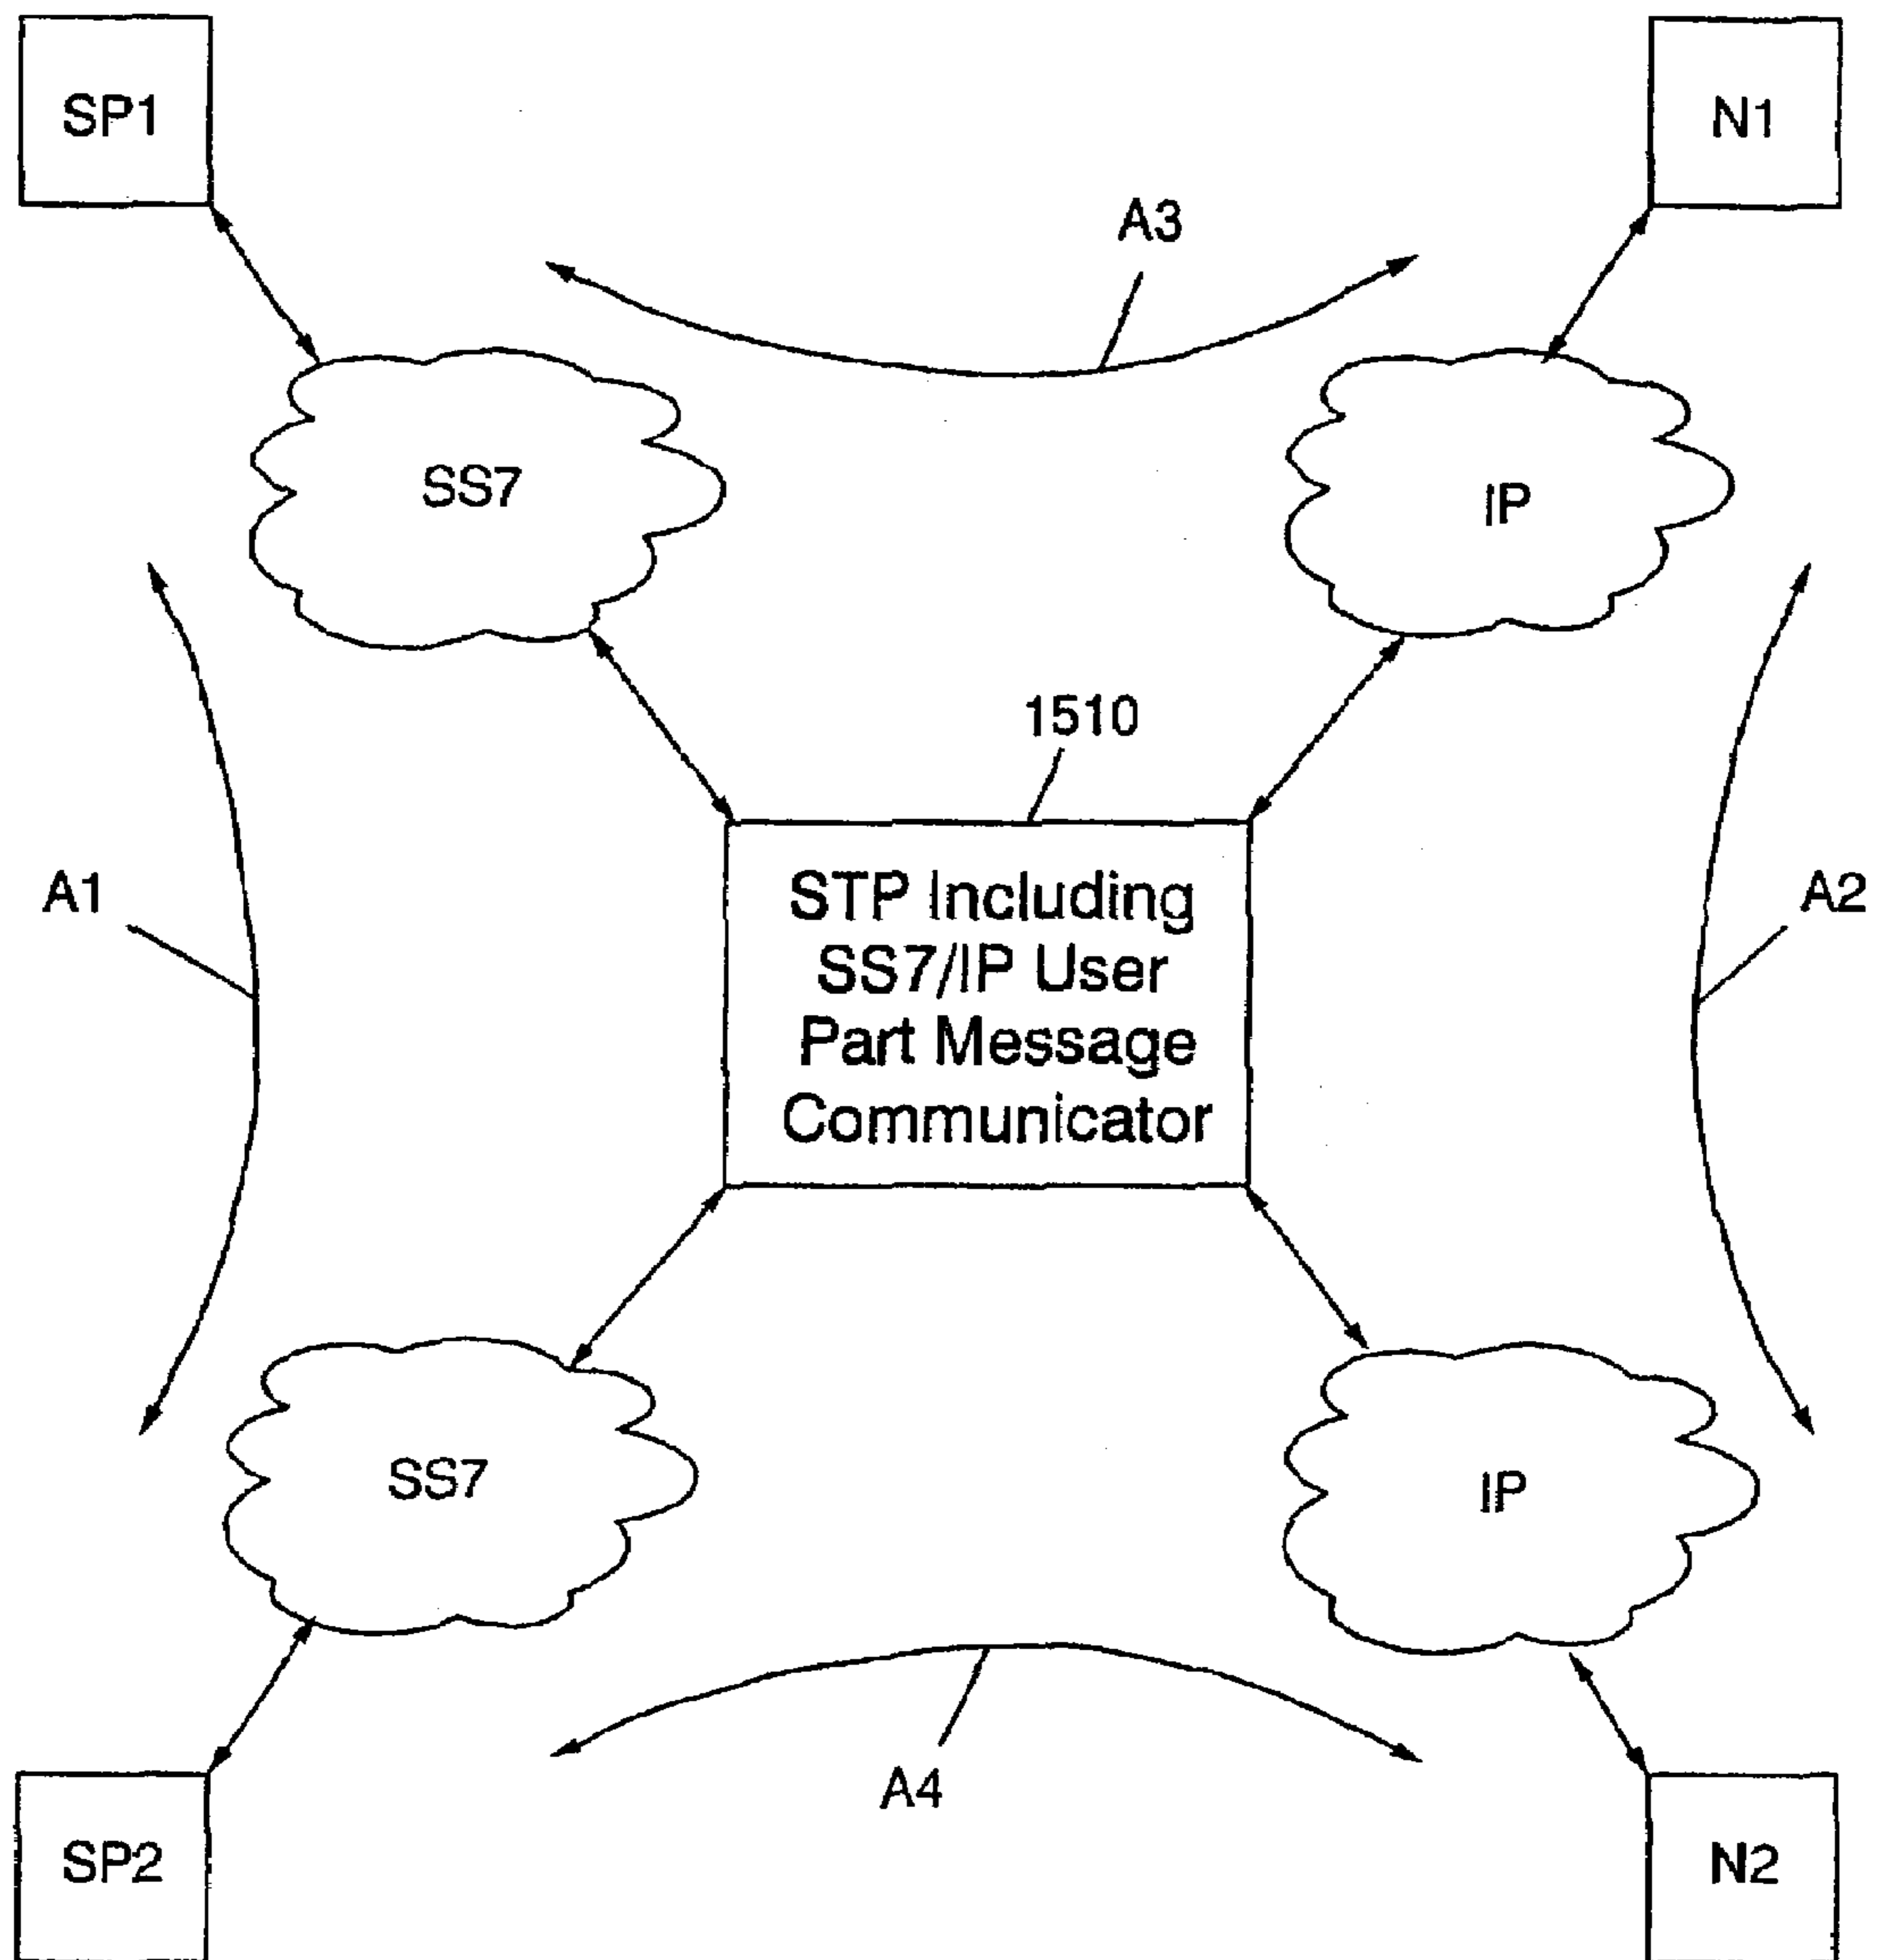 SP1
N1
A3
SS7
IP
1510
A1
A2
STP Including
SS7/IP User
Part Message
Communicator
SS7
IP
A4
SP2
N2